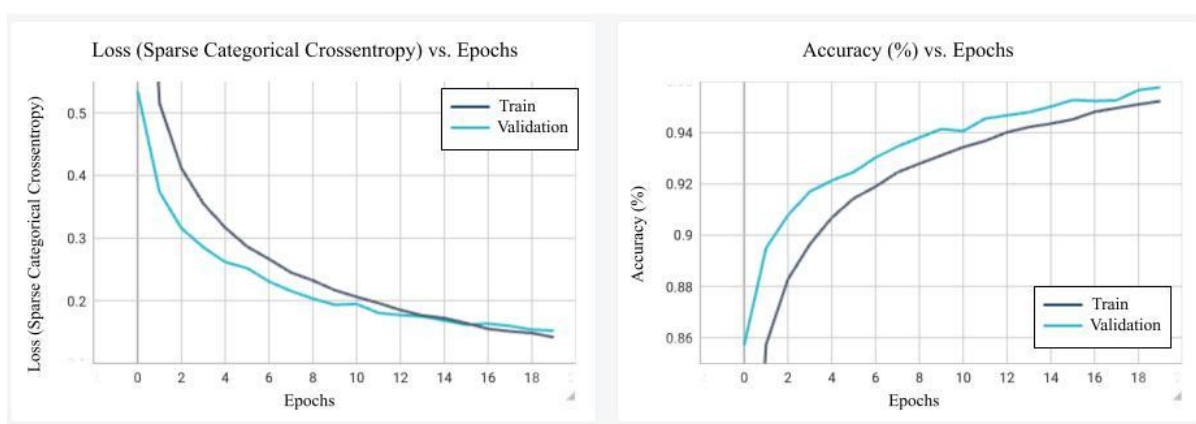 Loss (Sparse Categorical Crossentropy) vs. Epochs
Loss (Sparse Categorical Crossentropy)
0.5
0.4
0.3
0.2
Train
Validation
0 2 4 6 8 10 12 14 16 18
Epochs
Accuracy (%) vs. Epochs
Accuracy (%)
0.94
0.92
0.9
0.88
0.86
Train
Validation
0 2 4 6 8 10 12 14 16 18
Epochs